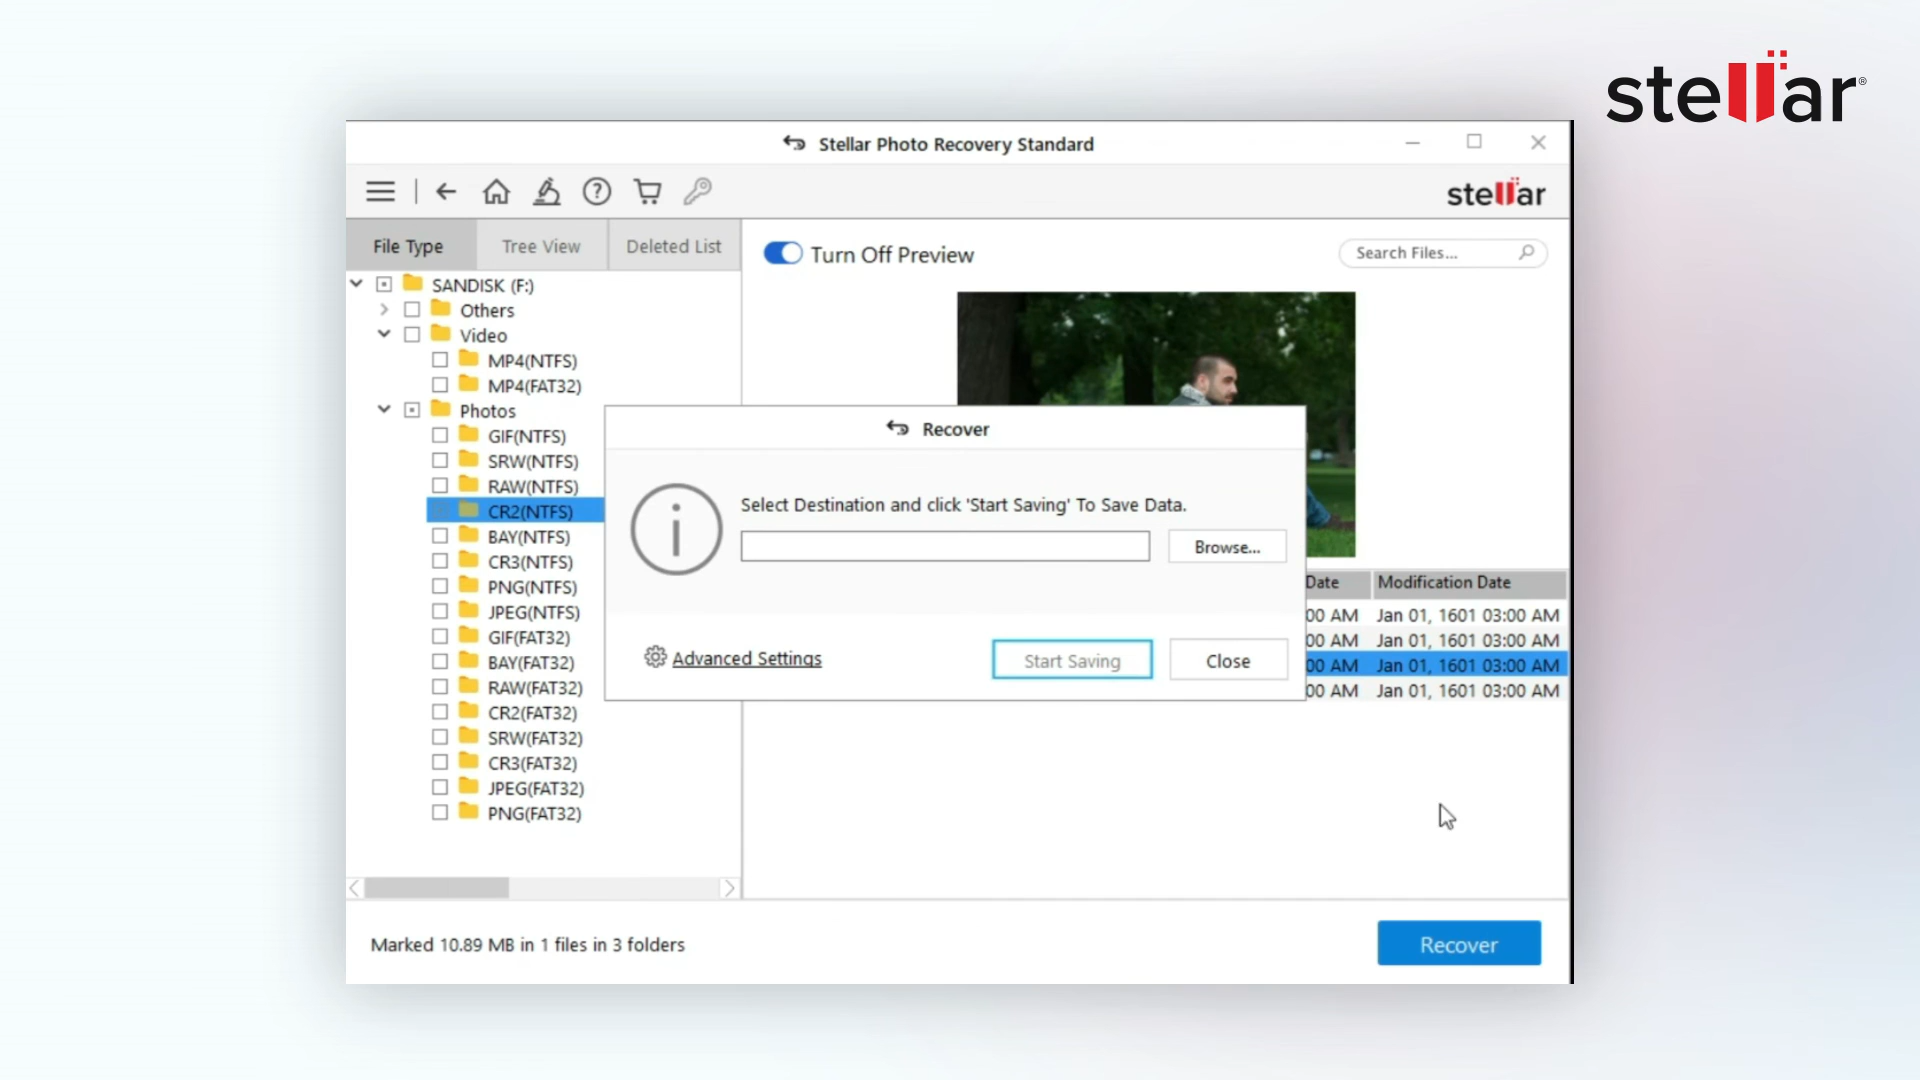 stellar®
Stellar Photo Recovery Standard
stellar
File Type
Tree View
Deleted List
Turn Off Preview
Search Files...
SANDISK (F:)
Others
Video
MP4(NTFS)
MP4(FAT32)
Photos
GIF(NTFS)
SRW(NTFS)
RAW(NTFS)
CR2(NTFS)
BAY(NTFS)
CR3(NTFS)
PNG(NTFS)
JPEG(NTFS)
GIF(FAT32)
BAY(FAT32)
RAW(FAT32)
CR2(FAT32)
SRW(FAT32)
CR3(FAT32)
JPEG(FAT32)
PNG(FAT32)
Recover
Select Destination and click 'Start Saving' To Save Data.
Browse...
Advanced Settings
Start Saving
Close
Date Modification Date
00 AM Jan 01, 1601 03:00 AM
00 AM Jan 01, 1601 03:00 AM
00 AM Jan 01, 1601 03:00 AM
00 AM Jan 01, 1601 03:00 AM
Marked 10.89 MB in 1 files in 3 folders
Recover